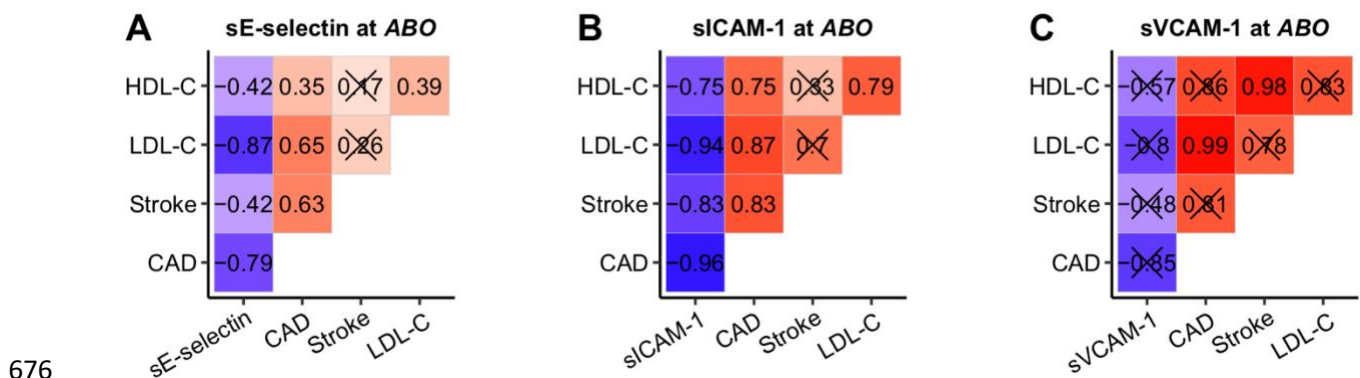 A
sE-selectin at ABO
HDL-C −0.42 0.35 0.17 0.39
LDL-C −0.87 0.65 0.26
Stroke −0.42 0.63
CAD −0.79
sE-selectin CAD Stroke LDL-C
B
sICAM-1 at ABO
HDL-C −0.75 0.75 0.33 0.79
LDL-C −0.94 0.87 0.7
Stroke −0.83 0.83
CAD −0.96
sICAM-1 CAD Stroke LDL-C
C
sVCAM-1 at ABO
HDL-C −0.57 0.86 0.98 0.83
LDL-C −0.8 0.99 0.78
Stroke −0.48 0.81
CAD −0.85
sVCAM-1 CAD Stroke LDL-C
676